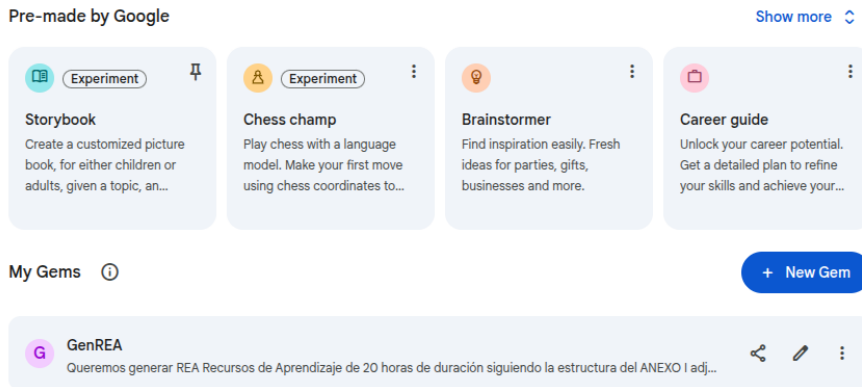 Pre-made by Google
Show more
Experiment
Storybook
Create a customized picture
book, for either children or
adults, given a topic, an...
Experiment
Chess champ
Play chess with a language
model. Make your first move
using chess coordinates to...
Brainstormer
Find inspiration easily. Fresh
ideas for parties, gifts,
businesses and more.
Career guide
Unlock your career potential.
Get a detailed plan to refine
your skills and achieve your...
My Gems
+ New Gem
G
GenREA
Queremos generar REA Recursos de Aprendizaje de 20 horas de duración siguiendo la estructura del ANEXO I adj...